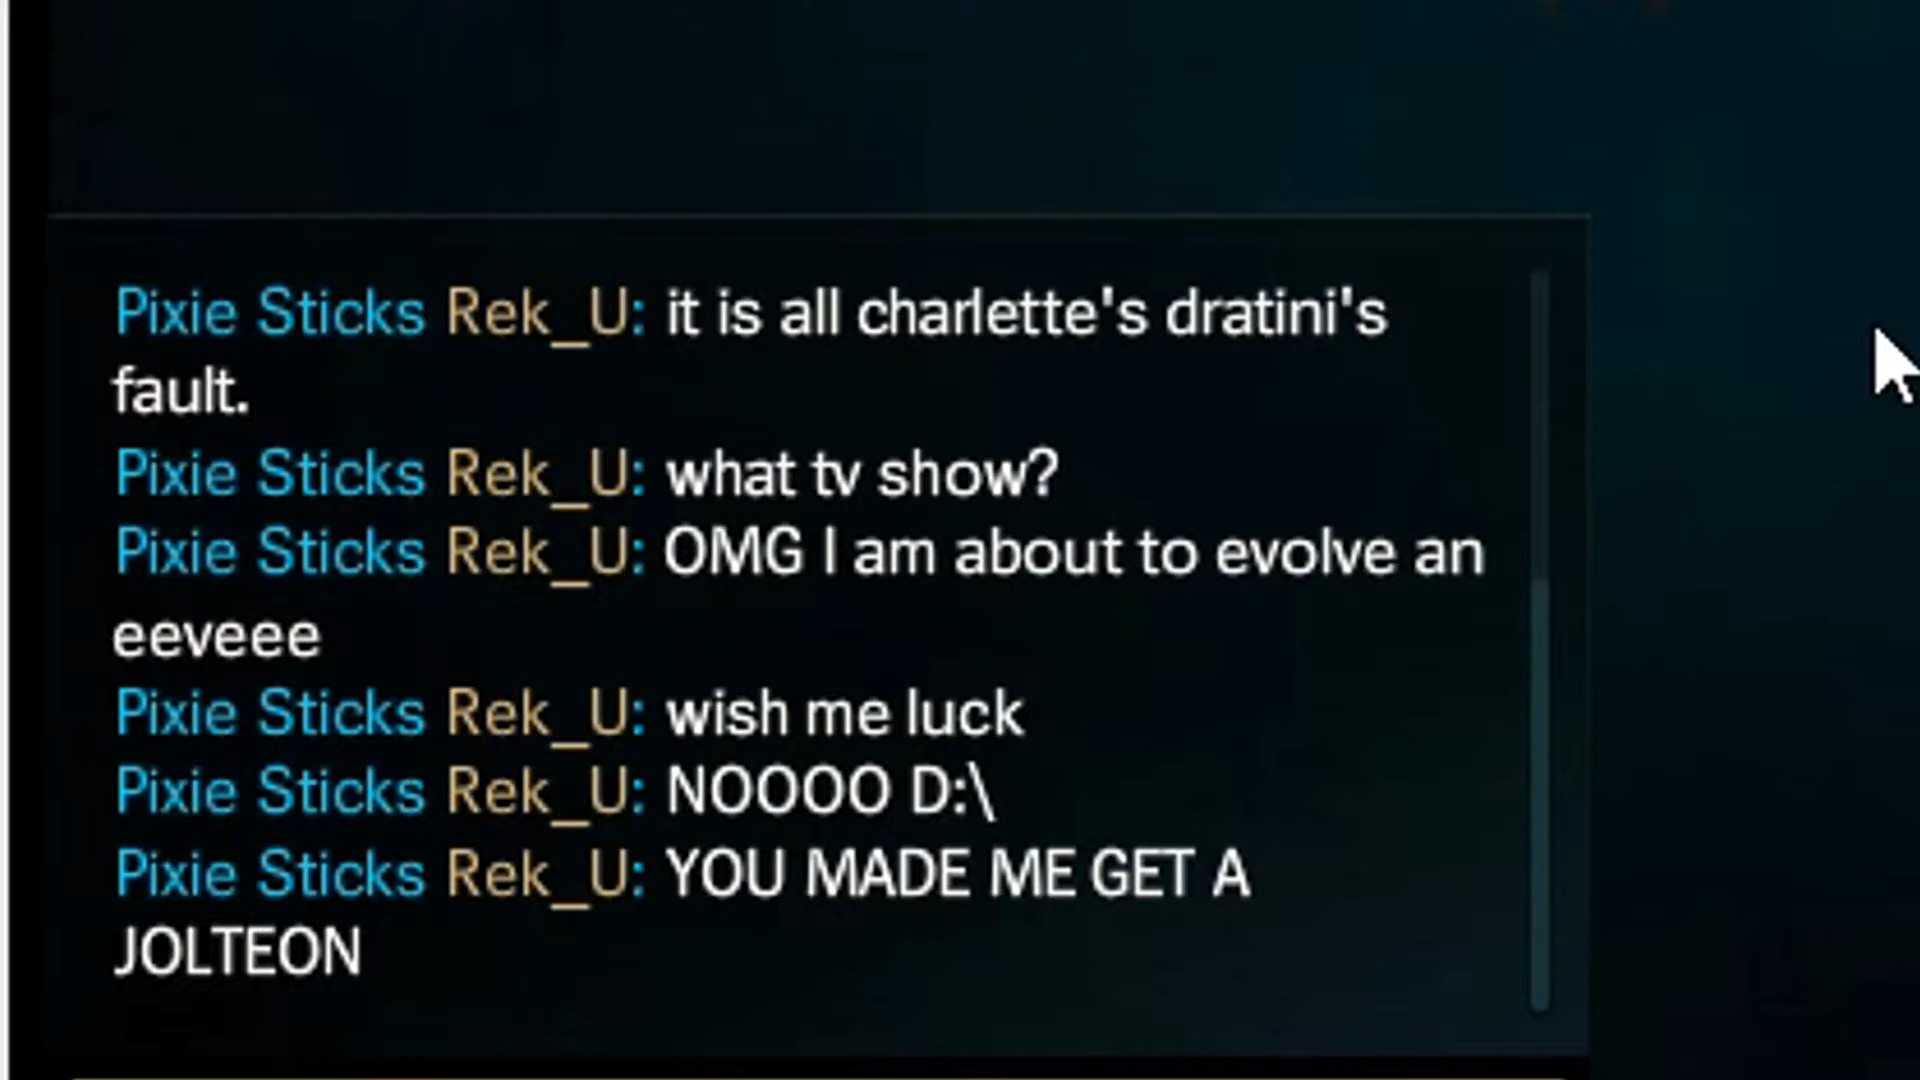 Pixie Sticks Rek_U: it is all charlette's dratini's
fault.
Pixie Sticks Rek_U: what tv show?
Pixie Sticks Rek_U: OMG I am about to evolve an
eeveee
Pixie Sticks Rek_U: wish me luck
Pixie Sticks Rek_U: NOOOO D:\
Pixie Sticks Rek_U: YOU MADE ME GET A
JOLTEON